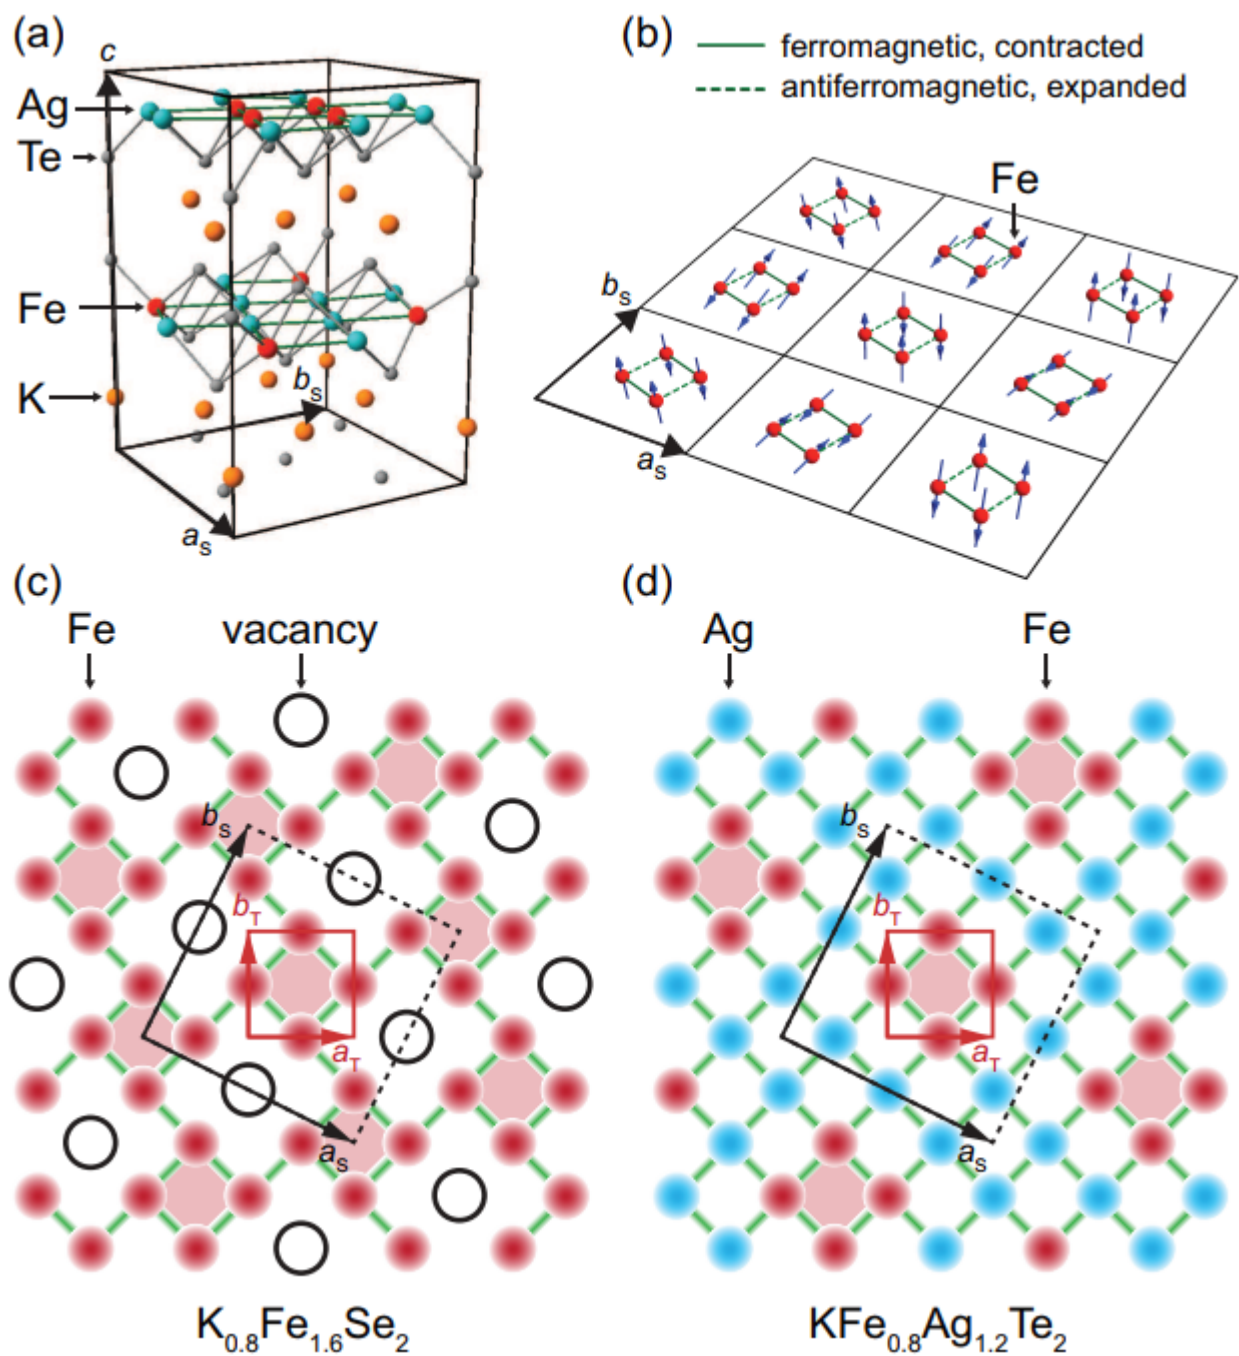 (a)
c
Ag
Te
Fe
K
b_s
a_s
(b)
ferromagnetic, contracted
antiferromagnetic, expanded
Fe
b_s
a_s
(c)
Fe vacancy
b_s
b_T
a_T
a_s
K_0.8Fe_1.6Se_2
(d)
Ag Fe
b_s
b_T
a_T
a_s
KFe_0.8Ag_1.2Te_2